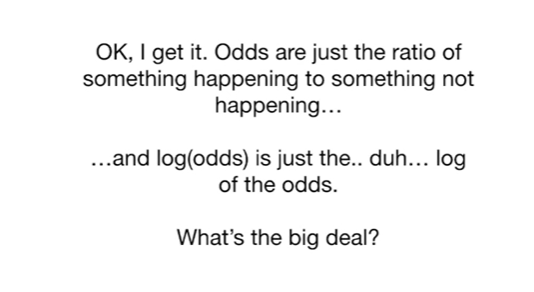 OK, I get it. Odds are just the ratio of
something happening to something not
happening…
…and log(odds) is just the.. duh… log
of the odds.
What's the big deal?